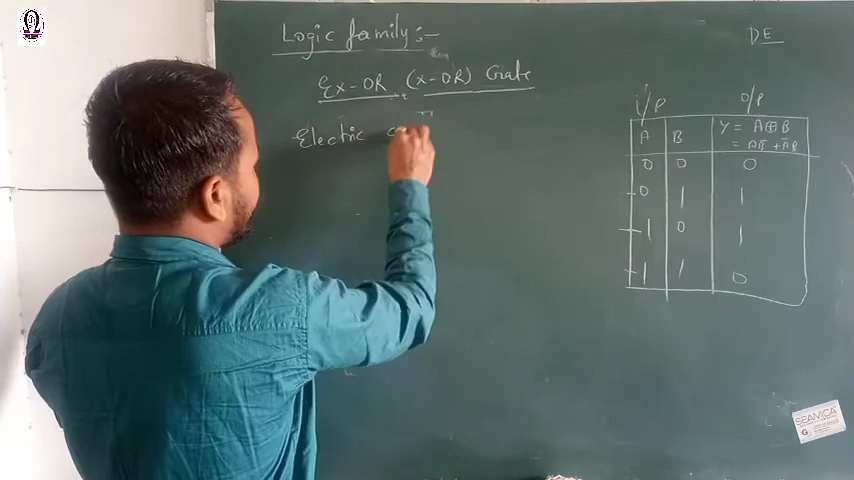 Logic family :-
DE
Ex-OR (X-OR) Gate
Electric
I/P O/P
A B Y = A⊕B
= AB̅ + A̅B
0 0 0
0 1 1
1 0 1
1 1 0
SEAMICA